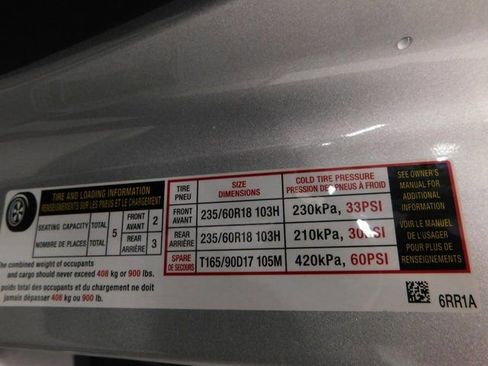 TIRE AND LOADING INFORMATION
RENSEIGNEMENTS SUR LES PNEUS ET LE CHARGEMENT
SEATING CAPACITY TOTAL 5 FRONT AVANT 2
NOMBRE DE PLACES TOTAL REAR ARRIÈRE 3
The combined weight of occupants
and cargo should never exceed 408 kg or 900 lbs.
poids total des occupants et du chargement ne doit
jamais dépasser 408 kg ou 900 lb.
TIRE PNEU SIZE DIMENSIONS COLD TIRE PRESSURE PRESSION DES PNEUS À FROID
FRONT AVANT 235/60R18 103H 230kPa, 33PSI
REAR ARRIÈRE 235/60R18 103H 210kPa, 30PSI
SPARE DE SECOURS T165/90D17 105M 420kPa, 60PSI
SEE OWNER'S
MANUAL FOR
ADDITIONAL
INFORMATION
VOIR LE MANUEL
DE L'USAGER
POUR PLUS DE
RENSEIGNEMENTS
6RR1A